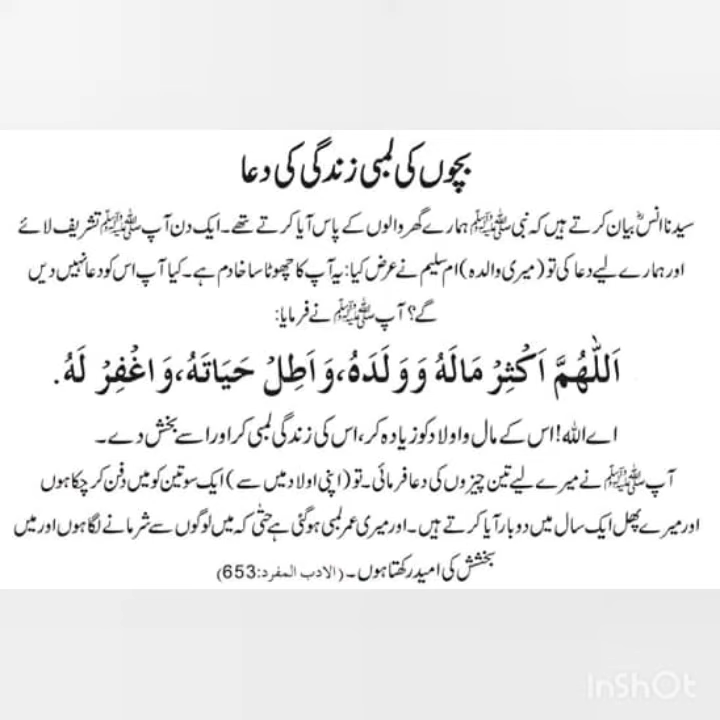 بچوں کی لمبی زندگی کی دعا
سیدنا انسؓ بیان کرتے ہیں کہ نبی ﷺ ہمارے گھر والوں کے پاس آیا کرتے تھے۔ ایک دن آپ ﷺ تشریف لائے
اور ہمارے لیے دعا کی تو (میری والدہ) ام سلیم نے عرض کیا: یہ آپ کا چھوٹا سا خادم ہے۔ کیا آپ اس کو دعا نہیں دیں
گے؟ آپ ﷺ نے فرمایا:
اَللّٰهُمَّ اَكْثِرْ مَالَهُ وَوَلَدَهُ، وَاَطِلْ حَيَاتَهُ، وَاغْفِرْ لَهُ.
اے اللہ! اس کے مال و اولاد کو زیادہ کر، اس کی زندگی لمبی کر اور اسے بخش دے۔
آپ ﷺ نے میرے لیے تین چیزوں کی دعا فرمائی۔ تو (اپنی اولاد میں سے) ایک سو تین کو میں دفن کر چکا ہوں
اور میرے پھل ایک سال میں دو بار آیا کرتے ہیں۔ اور میری عمر لمبی ہوگئی ہے حتٰی کہ میں لوگوں سے شرمانے لگا ہوں اور میں
بخشش کی امید رکھتا ہوں۔ (الادب المفرد:653)
InShOt